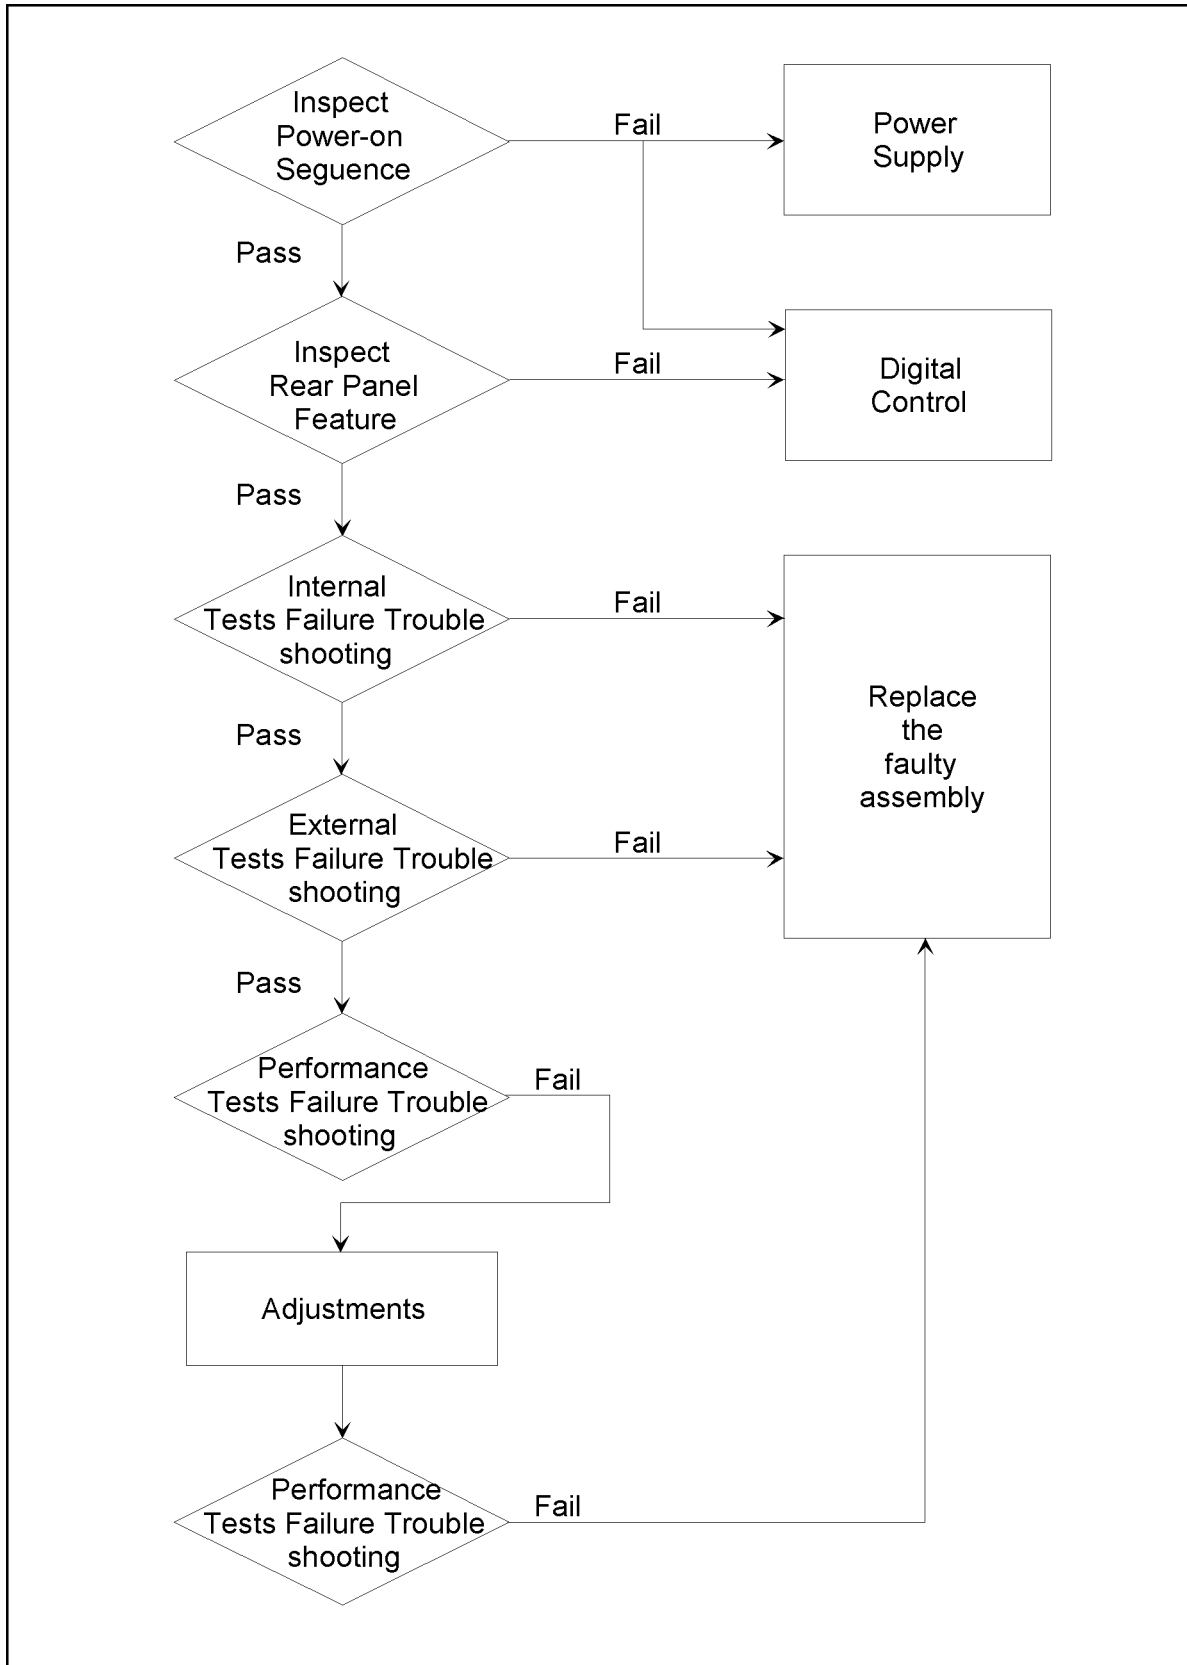 Inspect
Power-on
Seguence
Fail
Power
Supply
Pass
Inspect
Rear Panel
Feature
Fail
Digital
Control
Pass
Internal
Tests Failure Trouble
shooting
Fail
Replace
the
faulty
assembly
Pass
External
Tests Failure Trouble
shooting
Fail
Pass
Performance
Tests Failure Trouble
shooting
Fail
Adjustments
Performance
Tests Failure Trouble
shooting
Fail